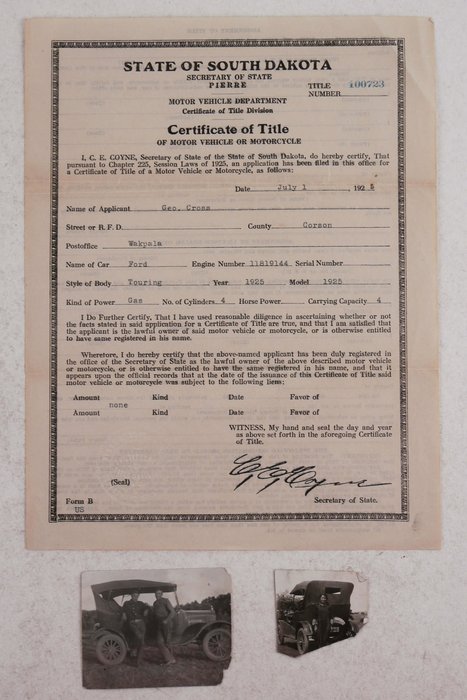 STATE OF SOUTH DAKOTA
SECRETARY OF STATE
PIERRE
TITLE NUMBER 100723
MOTOR VEHICLE DEPARTMENT
Certificate of Title Division
Certificate of Title
OF MOTOR VEHICLE OR MOTORCYCLE
I, C. E. COYNE, Secretary of State of the State of South Dakota, do hereby certify, That
pursuant to Chapter 225, Session Laws of 1925, an application has been filed in this office for
a Certificate of Title of a Motor Vehicle or Motorcycle, as follows:
Date July 1 1925
Name of Applicant Geo. Cross
Street or R. F. D. County Corson
Postoffice Wakpala
Name of Car Ford Engine Number 11819144 Serial Number
Style of Body Touring Year 1925 Model 1925
Kind of Power Gas No. of Cylinders 4 Horse Power Carrying Capacity 4
I Do Further Certify, That I have used reasonable diligence in ascertaining whether or not
the facts stated in said application for a Certificate of Title are true, and that I am satisfied that
the applicant is the lawful owner of said motor vehicle or motorcycle, or is otherwise entitled
to have same registered in his name.
Wherefore, I do hereby certify that the above-named applicant has been duly registered in
the office of the Secretary of State as the lawful owner of the above described motor vehicle
or motorcycle, or is otherwise entitled to have the same registered in his name, and that it
appears upon the official records that at the date of the issuance of this Certificate of Title said
motor vehicle or motorcycle was subject to the following liens:
Amount Kind Date Favor of
none
Amount Kind Date Favor of
WITNESS, My hand and seal the day and year
as above set forth in the aforegoing Certificate
of Title.
C. E. Coyne
(Seal)
Secretary of State.
Form B
US